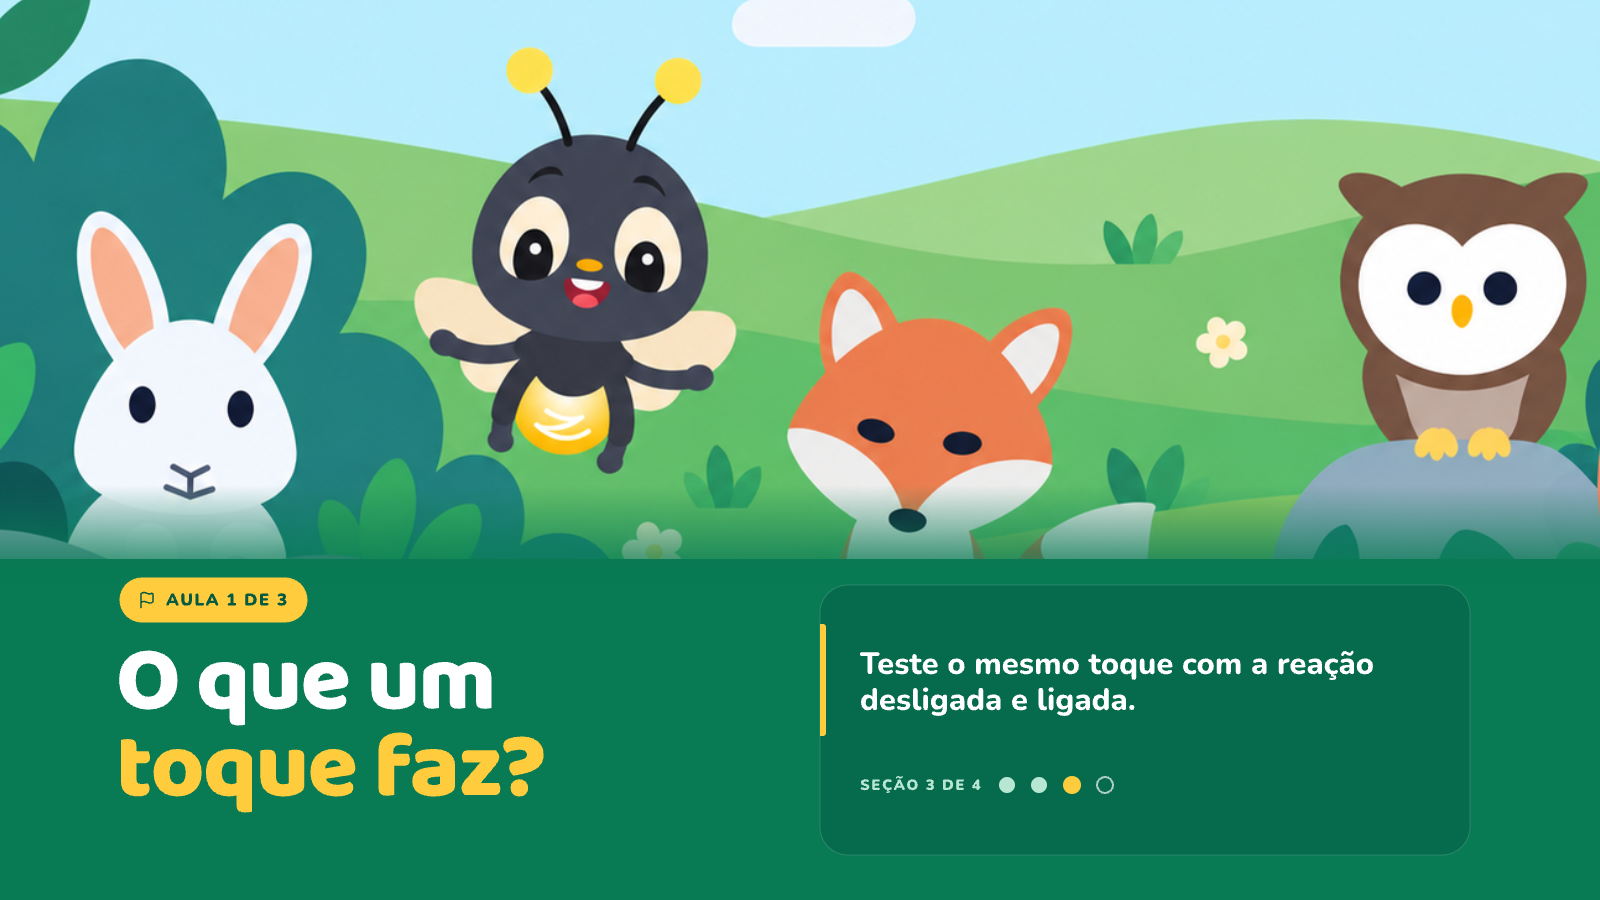 AULA 1 DE 3
O que um
toque faz?
Teste o mesmo toque com a reação
desligada e ligada.
SEÇÃO 3 DE 4